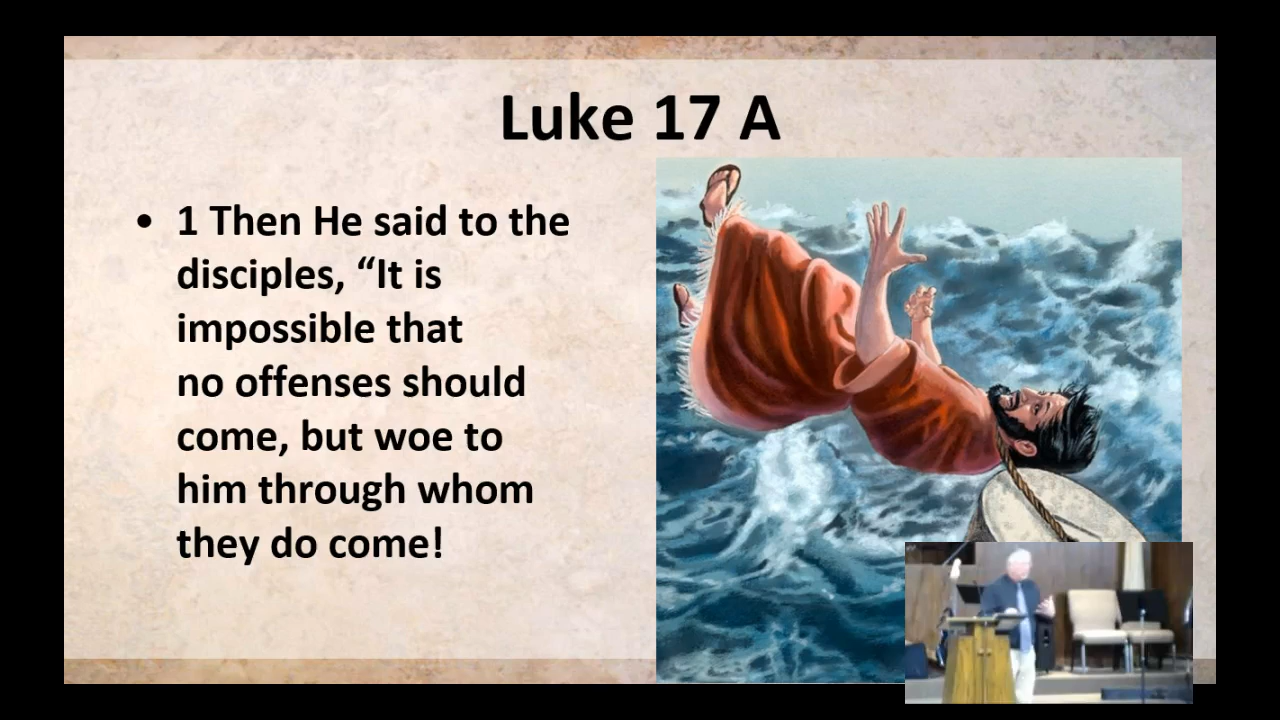 Luke 17 A
• 1 Then He said to the
disciples, “It is
impossible that
no offenses should
come, but woe to
him through whom
they do come!